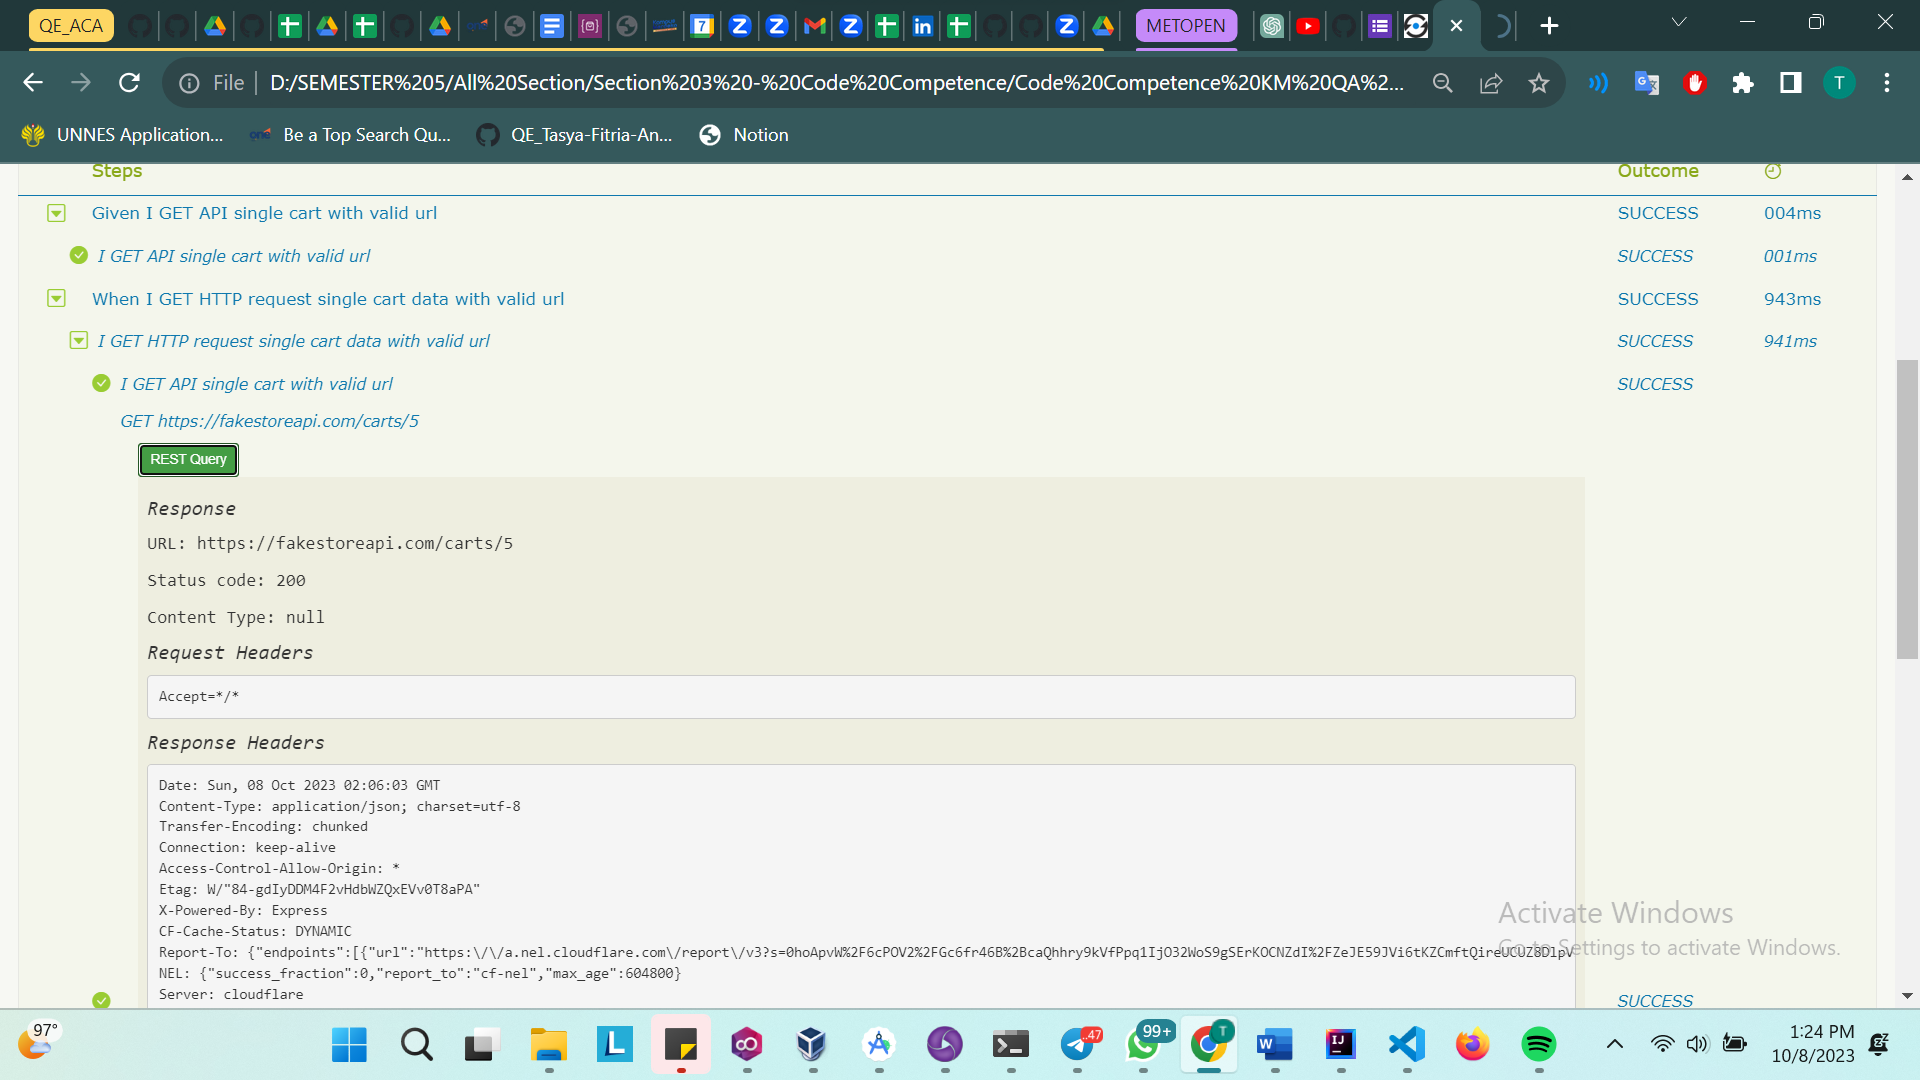 QE_ACA
METOPEN
File
D:/SEMESTER%205/All%20Section/Section%203%20-%20Code%20Competence/Code%20Competence%20KM%20QA%2...
T
UNNES Application...
Be a Top Search Qu...
QE_Tasya-Fitria-An...
Notion
Steps Outcome
Given I GET API single cart with valid url SUCCESS 004ms
I GET API single cart with valid url SUCCESS 001ms
When I GET HTTP request single cart data with valid url SUCCESS 943ms
I GET HTTP request single cart data with valid url SUCCESS 941ms
I GET API single cart with valid url SUCCESS
GET https://fakestoreapi.com/carts/5
REST Query
Response
URL: https://fakestoreapi.com/carts/5
Status code: 200
Content Type: null
Request Headers
Accept=*/*
Response Headers
Date: Sun, 08 Oct 2023 02:06:03 GMT
Content-Type: application/json; charset=utf-8
Transfer-Encoding: chunked
Connection: keep-alive
Access-Control-Allow-Origin: *
Etag: W/"84-gdIyDDM4F2vHdbWZQxEVv0T8aPA"
X-Powered-By: Express
CF-Cache-Status: DYNAMIC
Report-To: {"endpoints":[{"url":"https:\/\/a.nel.cloudflare.com\/report\/v3?
NEL: {"success_fraction":0,"report_to":"cf-nel","max_age":604800}
Server: cloudflare
SUCCESS
Activate Windows
Go to Settings to activate Windows.
97°
47
99+
T
1:24 PM
10/8/2023